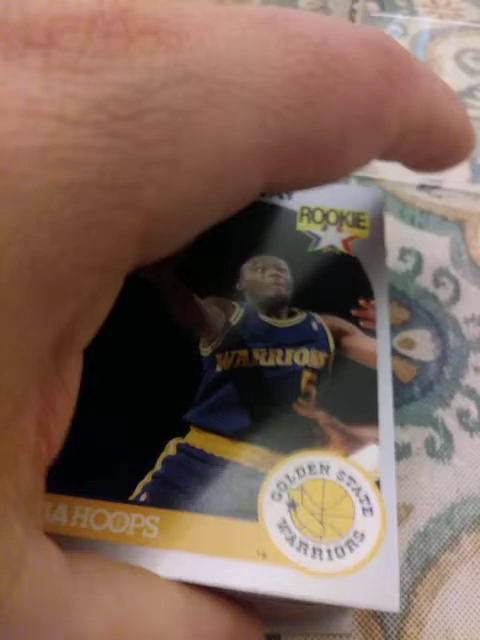 ROOKIE
WARRIORS
5
A HOOPS
GOLDEN STATE
WARRIORS